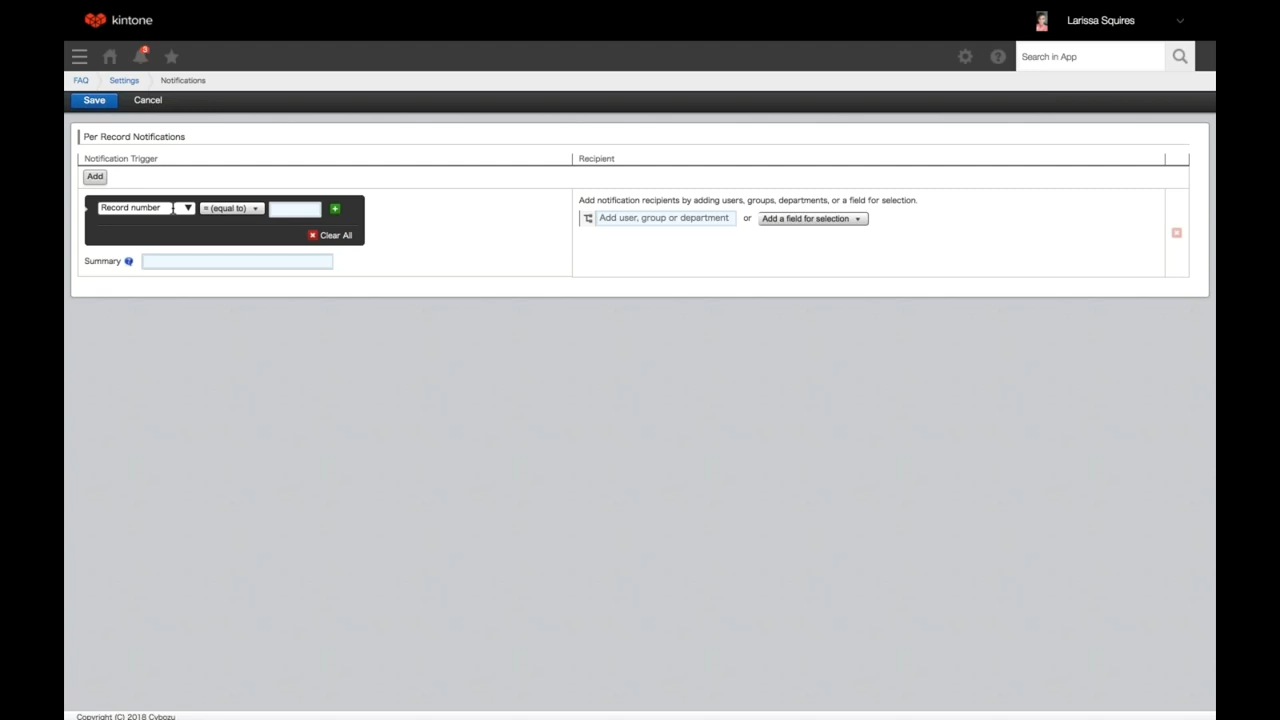 kintone
Larissa Squires
3
Search in App
FAQ Settings Notifications
Save Cancel
Per Record Notifications
Notification Trigger Recipient
Add
Record number = (equal to)
Clear All
Summary
Add notification recipients by adding users, groups, departments, or a field for selection.
Add user, group or department or Add a field for selection
Copyright (C) 2018 Cybozu